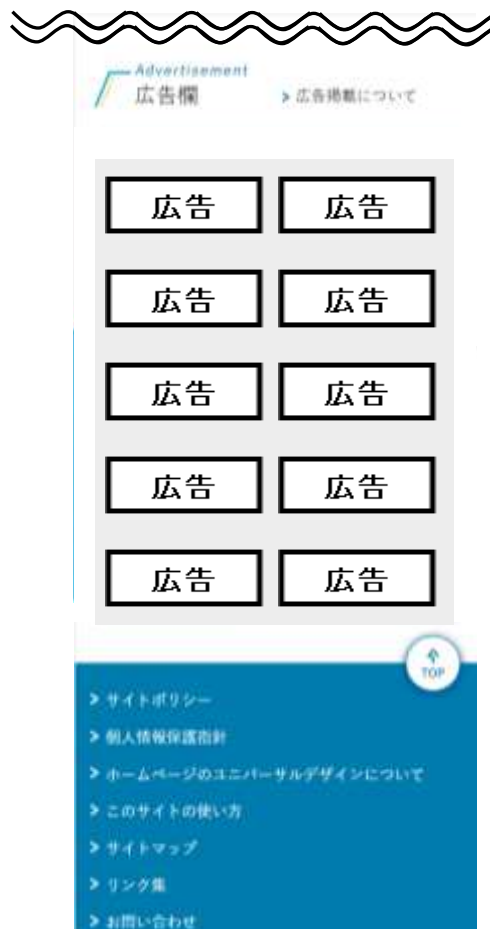 Advertisement
広告欄
広告掲載について
広告 広告
広告 広告
広告 広告
広告 広告
広告 広告
TOP
サイトポリシー
個人情報保護指針
ホームページのユニバーサルデザインについて
このサイトの使い方
サイトマップ
リンク集
お問い合わせ